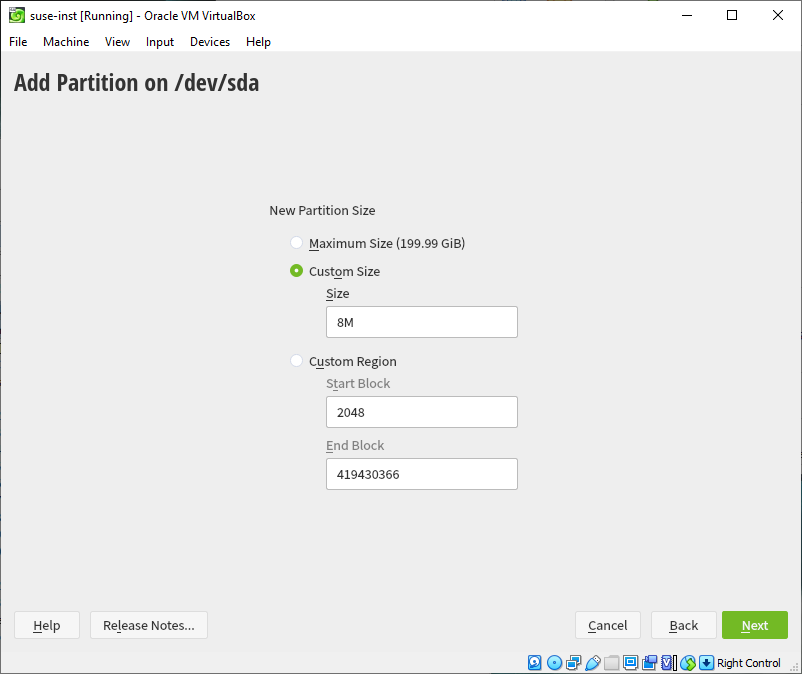 suse-inst [Running] - Oracle VM VirtualBox
File Machine View Input Devices Help
Add Partition on /dev/sda
New Partition Size
Maximum Size (199.99 GiB)
Custom Size
Size
8M
Custom Region
Start Block
2048
End Block
419430366
Help Release Notes... Cancel Back Next
Right Control